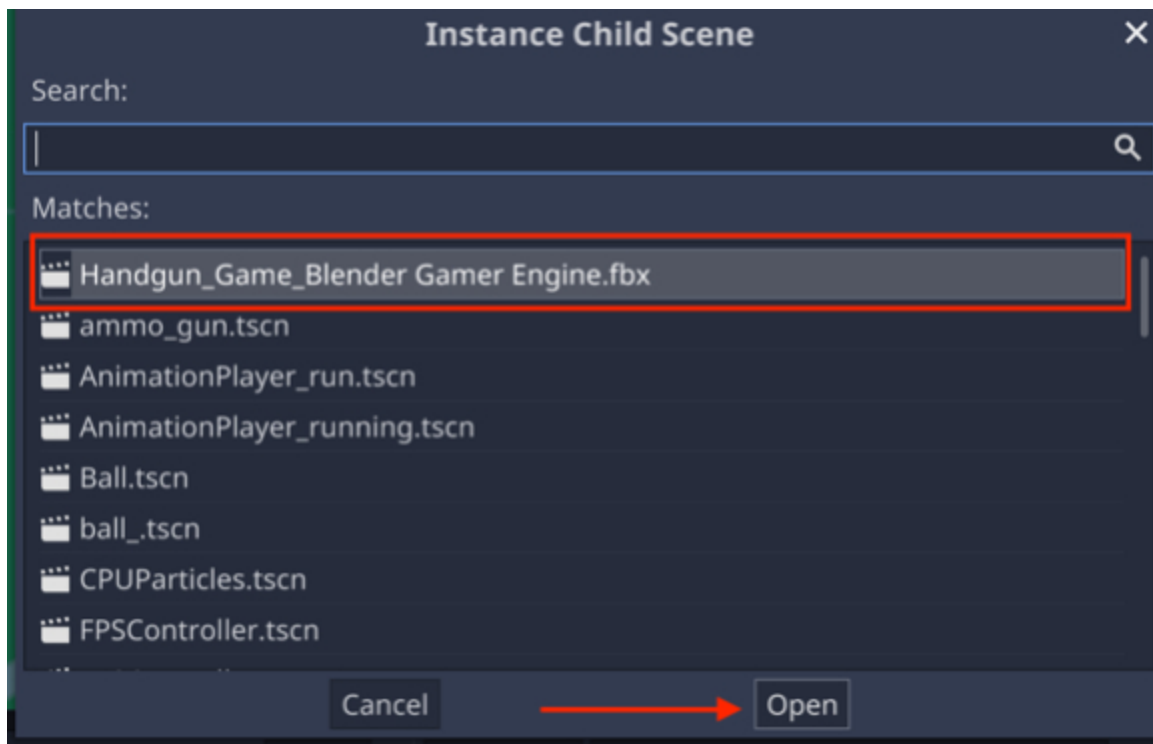 Instance Child Scene
Search:
Matches:
Handgun_Game_Blender Gamer Engine.fbx
ammo_gun.tscn
AnimationPlayer_run.tscn
AnimationPlayer_running.tscn
Ball.tscn
ball_.tscn
CPUParticles.tscn
FPSController.tscn
Cancel Open